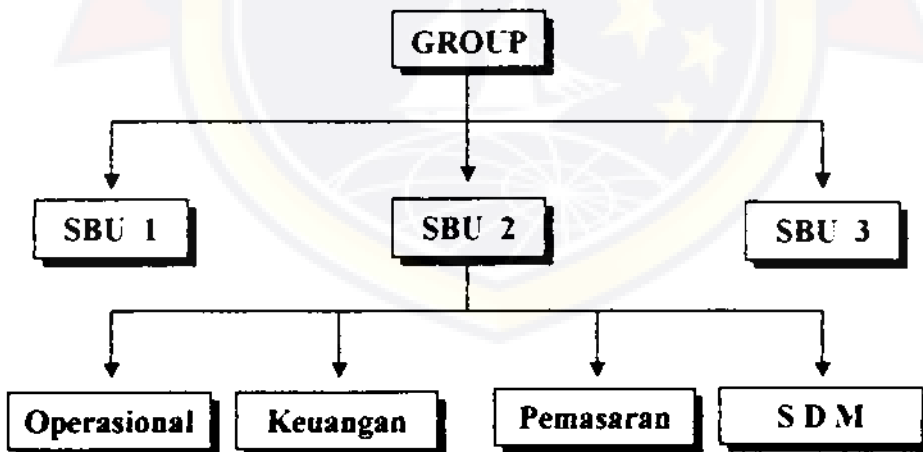 GROUP
SBU 1
SBU 2
SBU 3
Operasional
Keuangan
Pemasaran
S D M